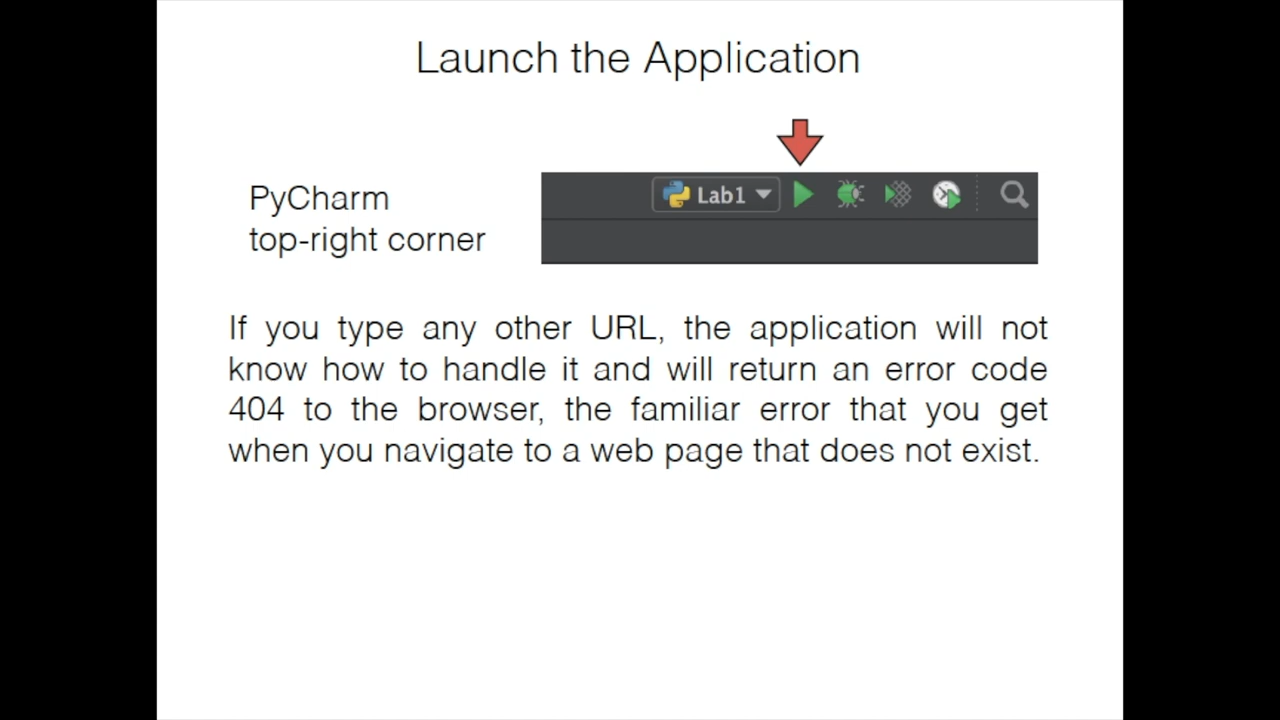 Launch the Application
PyCharm
top-right corner
Lab1
If you type any other URL, the application will not
know how to handle it and will return an error code
404 to the browser, the familiar error that you get
when you navigate to a web page that does not exist.